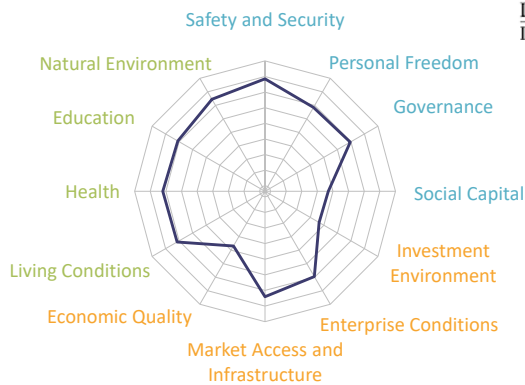 Safety and Security
Natural Environment
Personal Freedom
Education
Governance
Health
Social Capital
Investment
Environment
Living Conditions
Economic Quality
Enterprise Conditions
Market Access and
Infrastructure